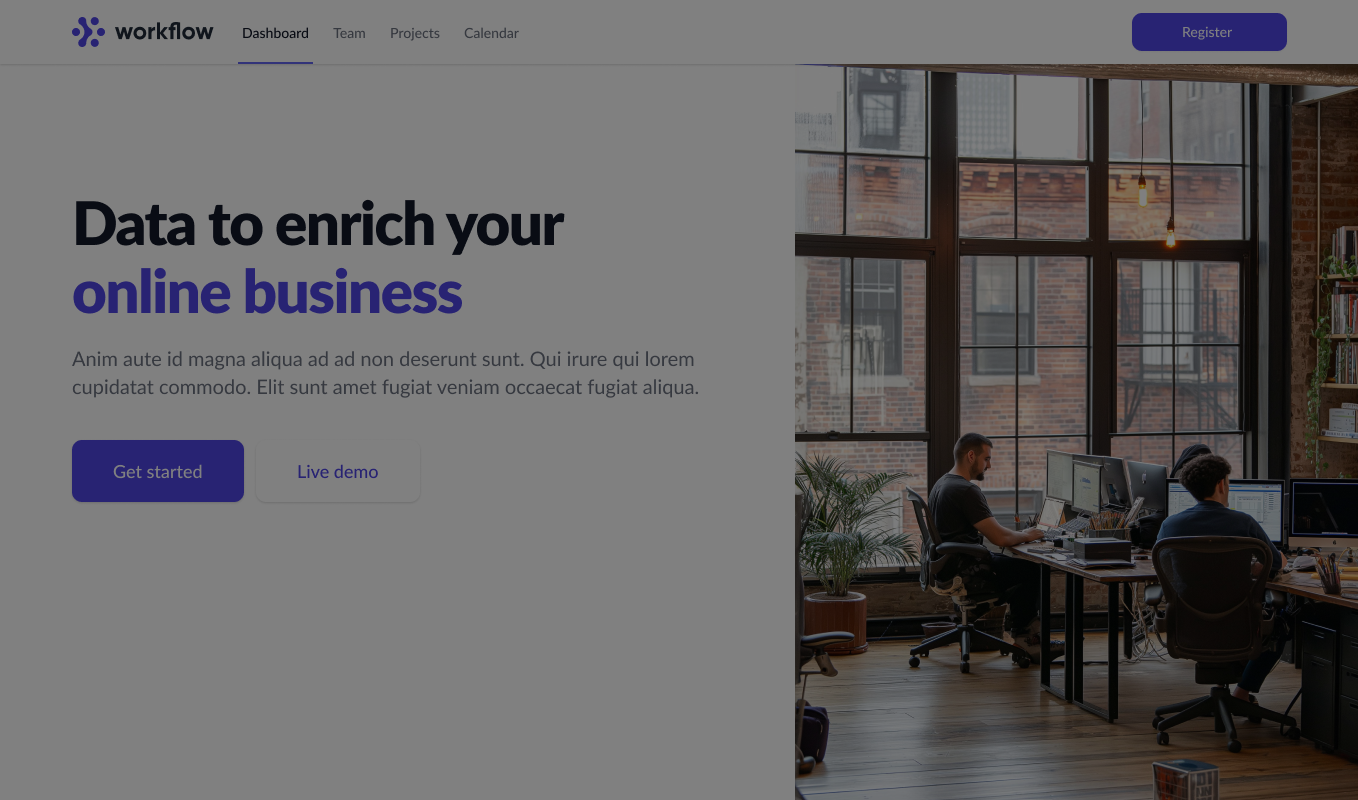 workflow
Dashboard
Team
Projects
Calendar
Register
Data to enrich your
online business
Anim aute id magna aliqua ad ad non deserunt sunt. Qui irure qui lorem
cupidatat commodo. Elit sunt amet fugiat veniam occaecat fugiat aliqua.
Get started
Live demo